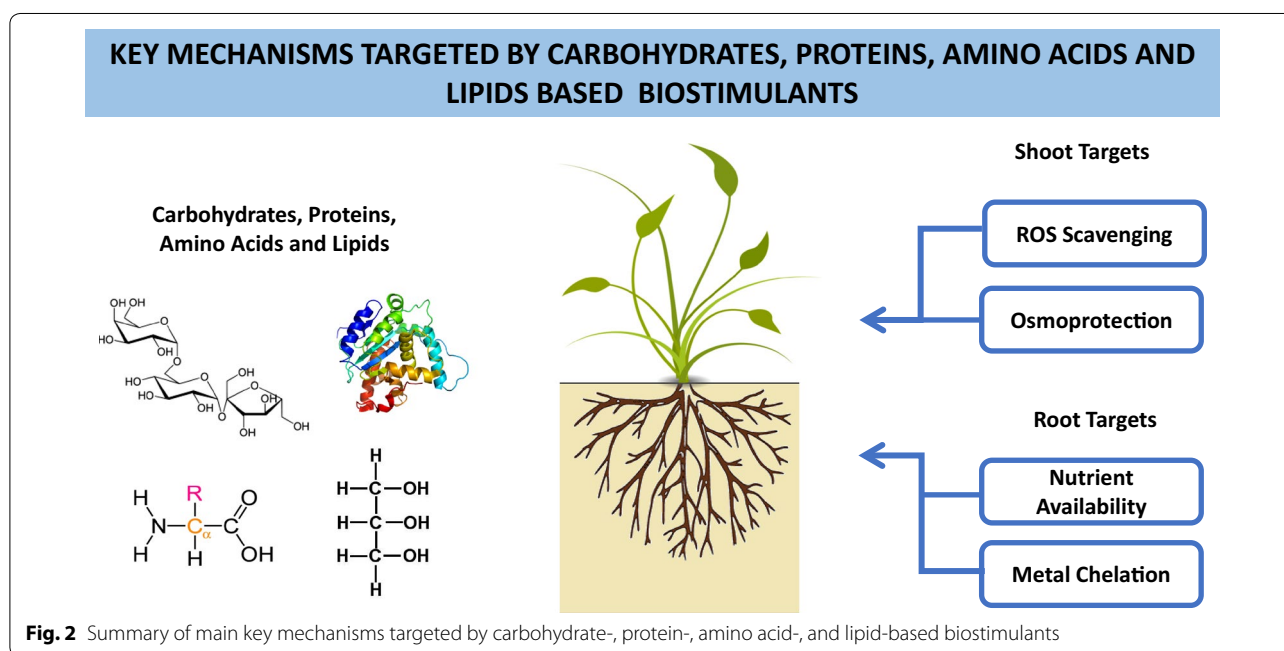 KEY MECHANISMS TARGETED BY CARBOHYDRATES, PROTEINS, AMINO ACIDS AND
LIPIDS BASED BIOSTIMULANTS
Carbohydrates, Proteins,
Amino Acids and Lipids
OH OH
HO
OH
O
O
HO
HO
OH
O
OH
O
O
OH
OH
OH
H
H
N
R
Cα
H
C
O
OH
H
H—C—OH
H—C—OH
H—C—OH
H
Shoot Targets
ROS Scavenging
Osmoprotection
Root Targets
Nutrient
Availability
Metal Chelation
Fig. 2 Summary of main key mechanisms targeted by carbohydrate-, protein-, amino acid-, and lipid-based biostimulants